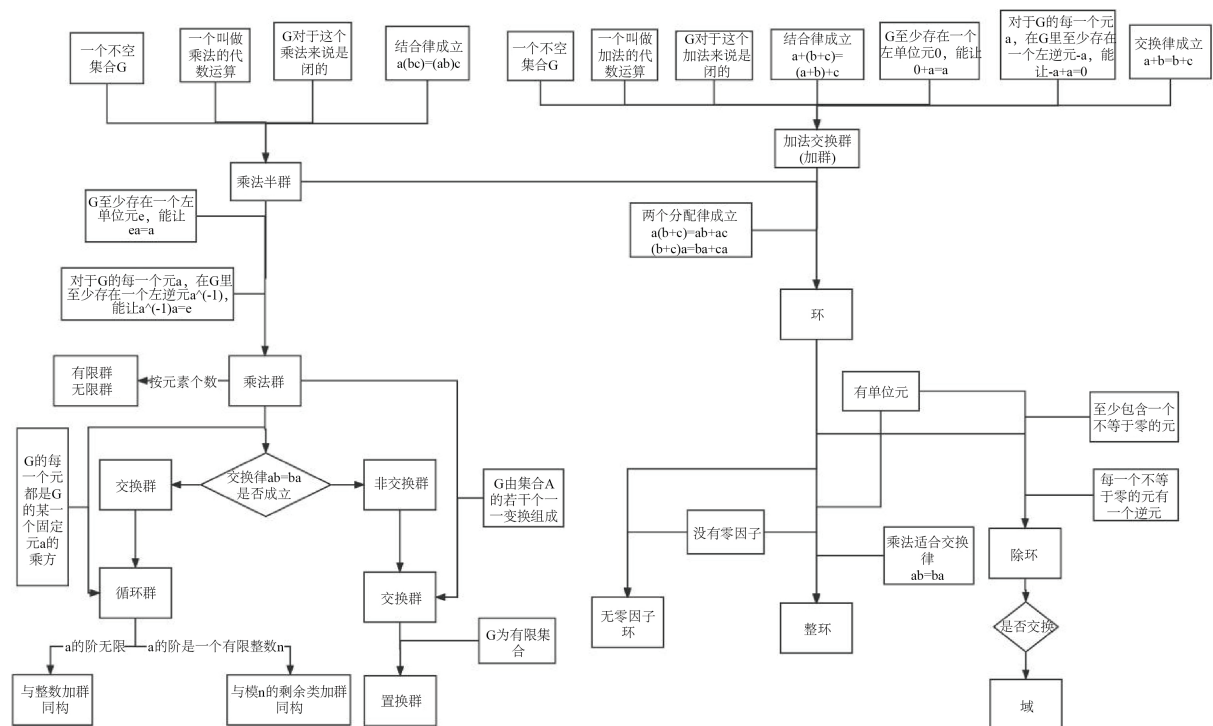 一个不空
集合G
一个叫做
乘法的代
数运算
G对于这个
乘法来说是
闭的
结合律成立
a(bc)=(ab)c
一个不空
集合G
一个叫做
加法的代
数运算
G对于这个
加法来说是
闭的
结合律成立
a+(b+c)=
(a+b)+c
G至少存在一个
左单位元0，能让
0+a=a
对于G的每一个元
a，在G里至少存在
一个左逆元-a，能
让-a+a=0
交换律成立
a+b=b+c
乘法半群
加法交换群
(加群)
G至少存在一个左
单位元e，能让
ea=a
两个分配律成立
a(b+c)=ab+ac
(b+c)a=ba+ca
对于G的每一个元a，在G里
至少存在一个左逆元a^(-1)，
能让a^(-1)a=e
环
有限群
无限群
按元素个数
乘法群
有单位元
至少包含一个
不等于零的元
G的每
一个元
都是G
的某一
个固定
元a的
乘方
交换群
交换律ab=ba
是否成立
非交换群
G由集合A
的若干个一
一变换组成
每一个不等
于零的元有
一个逆元
没有零因子
乘法适合交换
律
ab=ba
除环
循环群
交换群
无零因子
环
整环
是否交换
G为有限集
合
a的阶无限
a的阶是一个有限整数n
与整数加群
同构
与模n的剩余类加群
同构
置换群
域